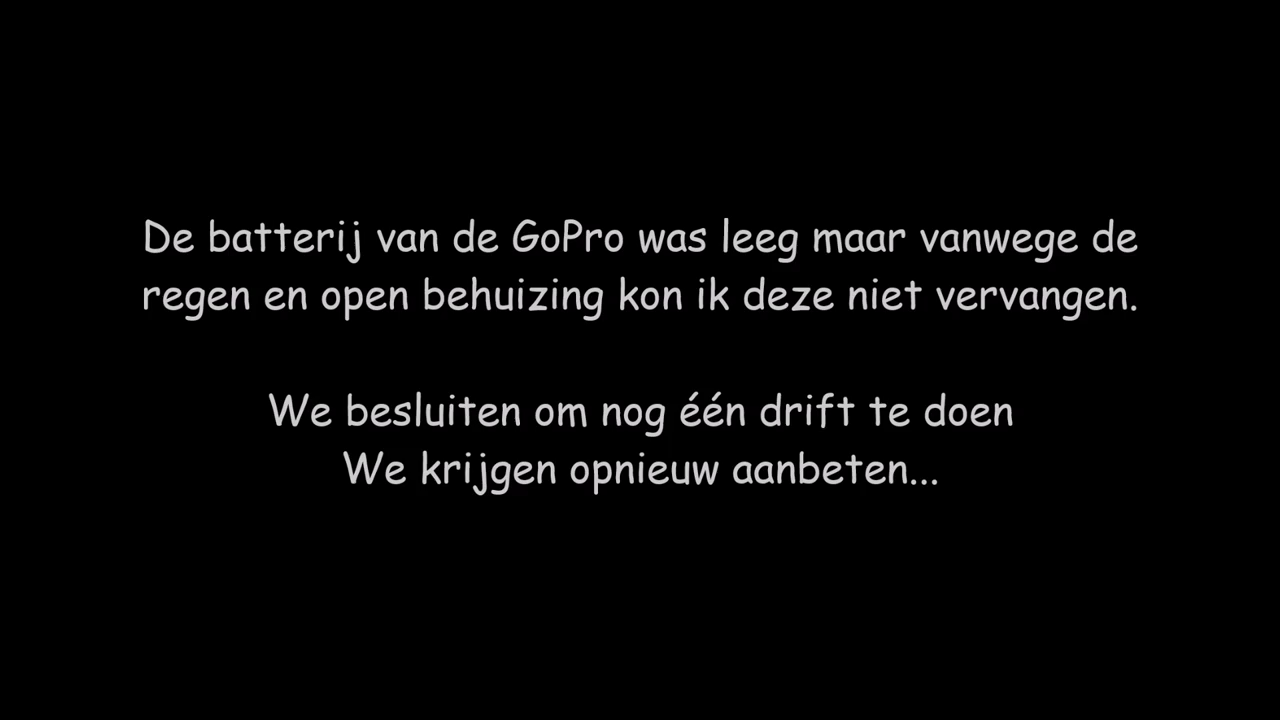 De batterij van de GoPro was leeg maar vanwege de
regen en open behuizing kon ik deze niet vervangen.
We besluiten om nog één drift te doen
We krijgen opnieuw aanbeten...